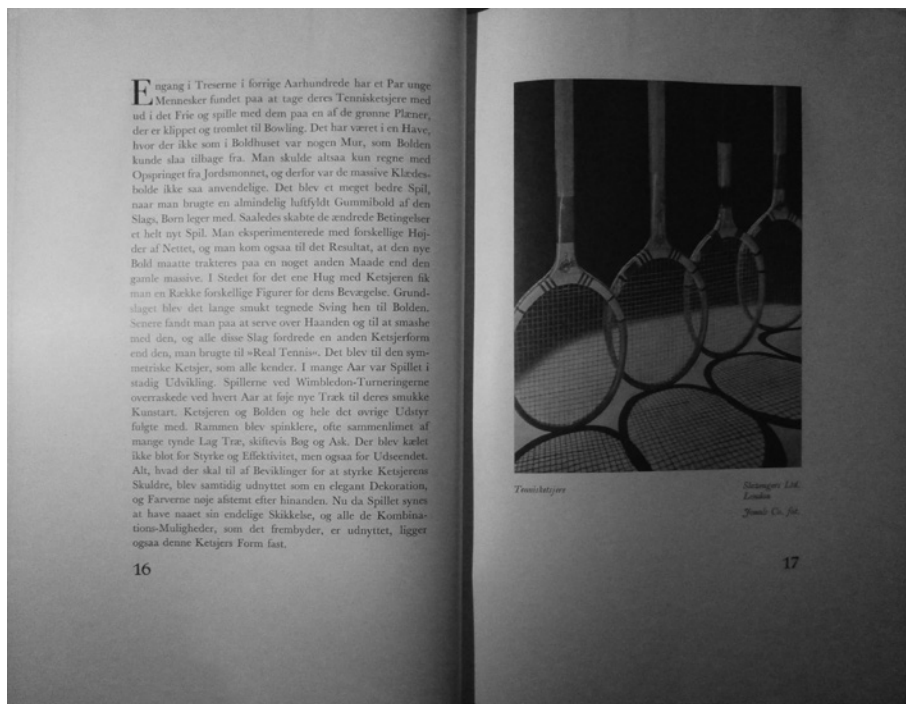 Engang i Treserne i forrige Aarhundrede har et Par unge
Mennesker fundet paa at tage deres Tennisketsjere med
ud i det Frie og spille med dem paa en af de grønne Plæner,
der er klippet og tromlet til Bowling. Det har været i en Have,
hvor der ikke som i Boldhuset var nogen Mur, som Bolden
kunde slaa tilbage fra. Man skulde altsaa kun regne med
Opspringet fra Jordsmonnet, og derfor var de massive Klædes-
bolde ikke saa anvendelige. Det blev et meget bedre Spil,
naar man brugte en almindelig luftfyldt Gummibold af den
Slags, Børn leger med. Saaledes skabte de ændrede Betingelser
et helt nyt Spil. Man eksperimenterede med forskellige Høj-
der af Nettet, og man kom ogsaa til det Resultat, at den nye
Bold maatte trakteres paa en noget anden Maade end den
gamle massive. I Stedet for det ene Hug med Ketsjeren fik
man en Række forskellige Figurer for dens Bevægelse. Grund-
slaget blev det lange smukt tegnede Sving hen til Bolden.
Senere fandt man paa at serve over Haanden og til at smashe
med den, og alle disse Slag fordrede en anden Ketsjerform
end den, man brugte til »Real Tennis«. Det blev til den sym-
metriske Ketsjer, som alle kender. I mange Aar var Spillet i
stadig Udvikling. Spillerne ved Wimbledon-Turneringerne
overraskede ved hvert Aar at føje nye Træk til deres smukke
Kunstart. Ketsjeren og Bolden og hele det øvrige Udstyr
fulgte med. Rammen blev spinklere, ofte sammenlimet af
mange tynde Lag Træ, skiftevis Bøg og Ask. Der blev kælet
ikke blot for Styrke og Effektivitet, men ogsaa for Udseendet.
Alt, hvad der skal til af Beviklinger for at styrke Ketsjerens
Skuldre, blev samtidig udnyttet som en elegant Dekoration,
og Farverne nøje afstemt efter hinanden. Nu da Spillet synes
at have naaet sin endelige Skikkelse, og alle de Kombina-
tions-Muligheder, som det frembyder, er udnyttet, ligger
ogsaa denne Ketsjers Form fast.
16
Tennisketsjere
Slazengers Ltd.
London
Co. fot.
17